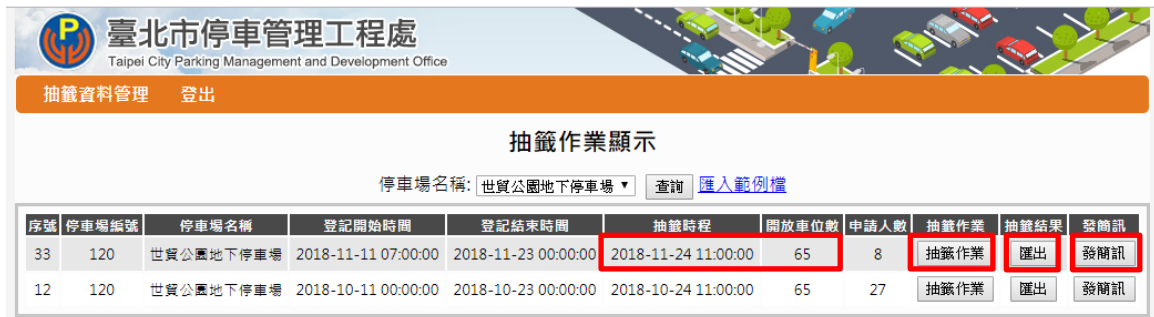 臺北市停車管理工程處
Taipei City Parking Management and Development Office
抽籤資料管理 登出
抽籤作業顯示
停車場名稱: 世貿公園地下停車場 查詢 匯入範例檔
序號 停車場編號 停車場名稱 登記開始時間 登記結束時間 抽籤時程 開放車位數 申請人數 抽籤作業 抽籤結果 發簡訊
33 120 世貿公園地下停車場 2018-11-11 07:00:00 2018-11-23 00:00:00 2018-11-24 11:00:00 65 8 抽籤作業 匯出 發簡訊
12 120 世貿公園地下停車場 2018-10-11 00:00:00 2018-10-23 00:00:00 2018-10-24 11:00:00 65 27 抽籤作業 匯出 發簡訊